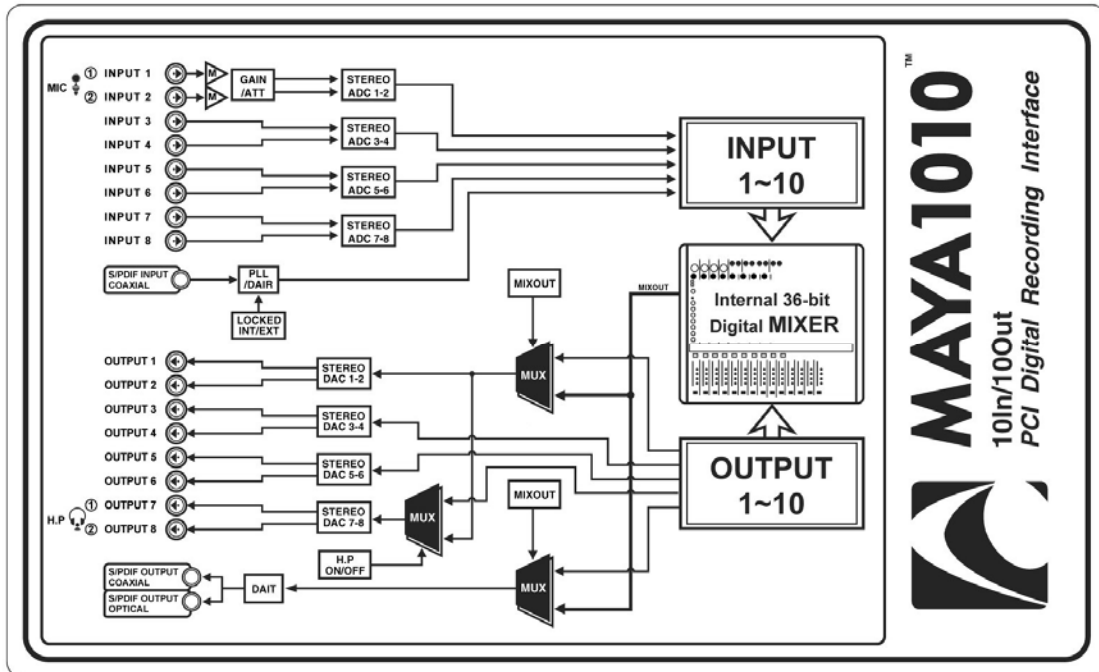 MIC
① INPUT 1
② INPUT 2
INPUT 3
INPUT 4
INPUT 5
INPUT 6
INPUT 7
INPUT 8
M
M
GAIN
/ATT
STEREO
ADC 1-2
STEREO
ADC 3-4
STEREO
ADC 5-6
STEREO
ADC 7-8
INPUT
1~10
S/PDIF INPUT
COAXIAL
PLL
/DAIR
LOCKED
INT/EXT
MIXOUT
MIXOUT
Internal 36-bit
Digital MIXER
MUX
OUTPUT 1
OUTPUT 2
OUTPUT 3
OUTPUT 4
OUTPUT 5
OUTPUT 6
① OUTPUT 7
② OUTPUT 8
H.P
STEREO
DAC 1-2
STEREO
DAC 3-4
STEREO
DAC 5-6
STEREO
DAC 7-8
MUX
H.P
ON/OFF
MIXOUT
MUX
OUTPUT
1~10
S/PDIF OUTPUT
COAXIAL
S/PDIF OUTPUT
OPTICAL
DAIT
MAYA1010™
10In/10Out
PCI Digital Recording Interface